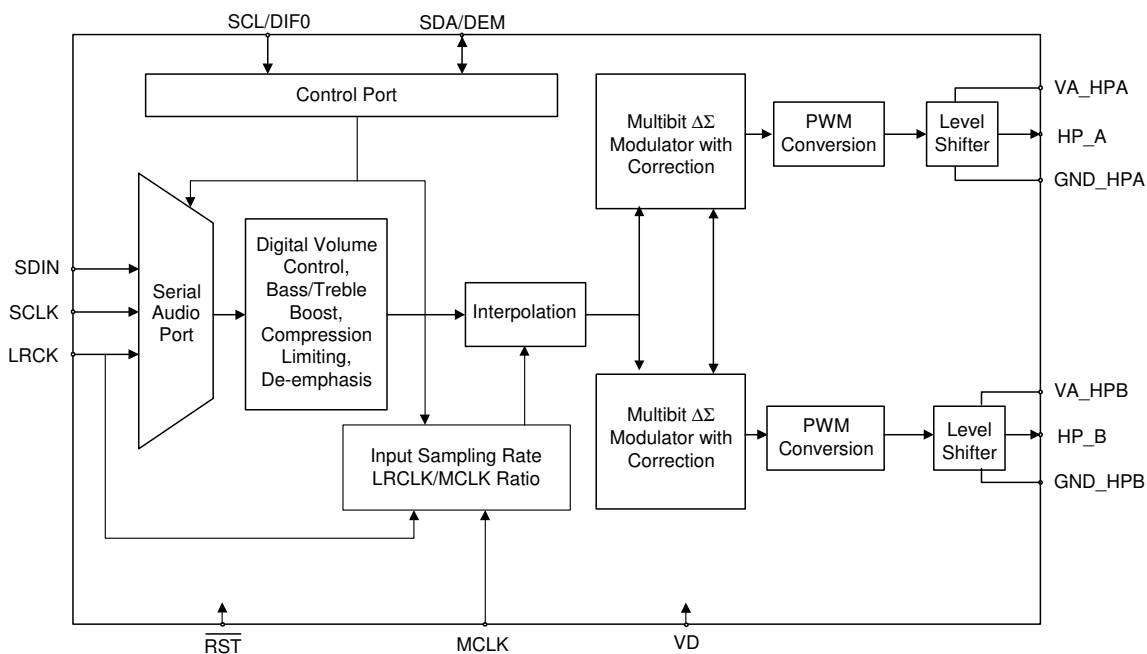 SCL/DIF0
SDA/DEM
Control Port
VA_HPA
Multibit ΔΣ
Modulator with
Correction
PWM
Conversion
Level
Shifter
HP_A
GND_HPA
SDIN
SCLK
LRCK
Serial
Audio
Port
Digital Volume
Control,
Bass/Treble
Boost,
Compression
Limiting,
De-emphasis
Interpolation
Input Sampling Rate
LRCLK/MCLK Ratio
Multibit ΔΣ
Modulator with
Correction
PWM
Conversion
Level
Shifter
VA_HPB
HP_B
GND_HPB
RST
MCLK
VD